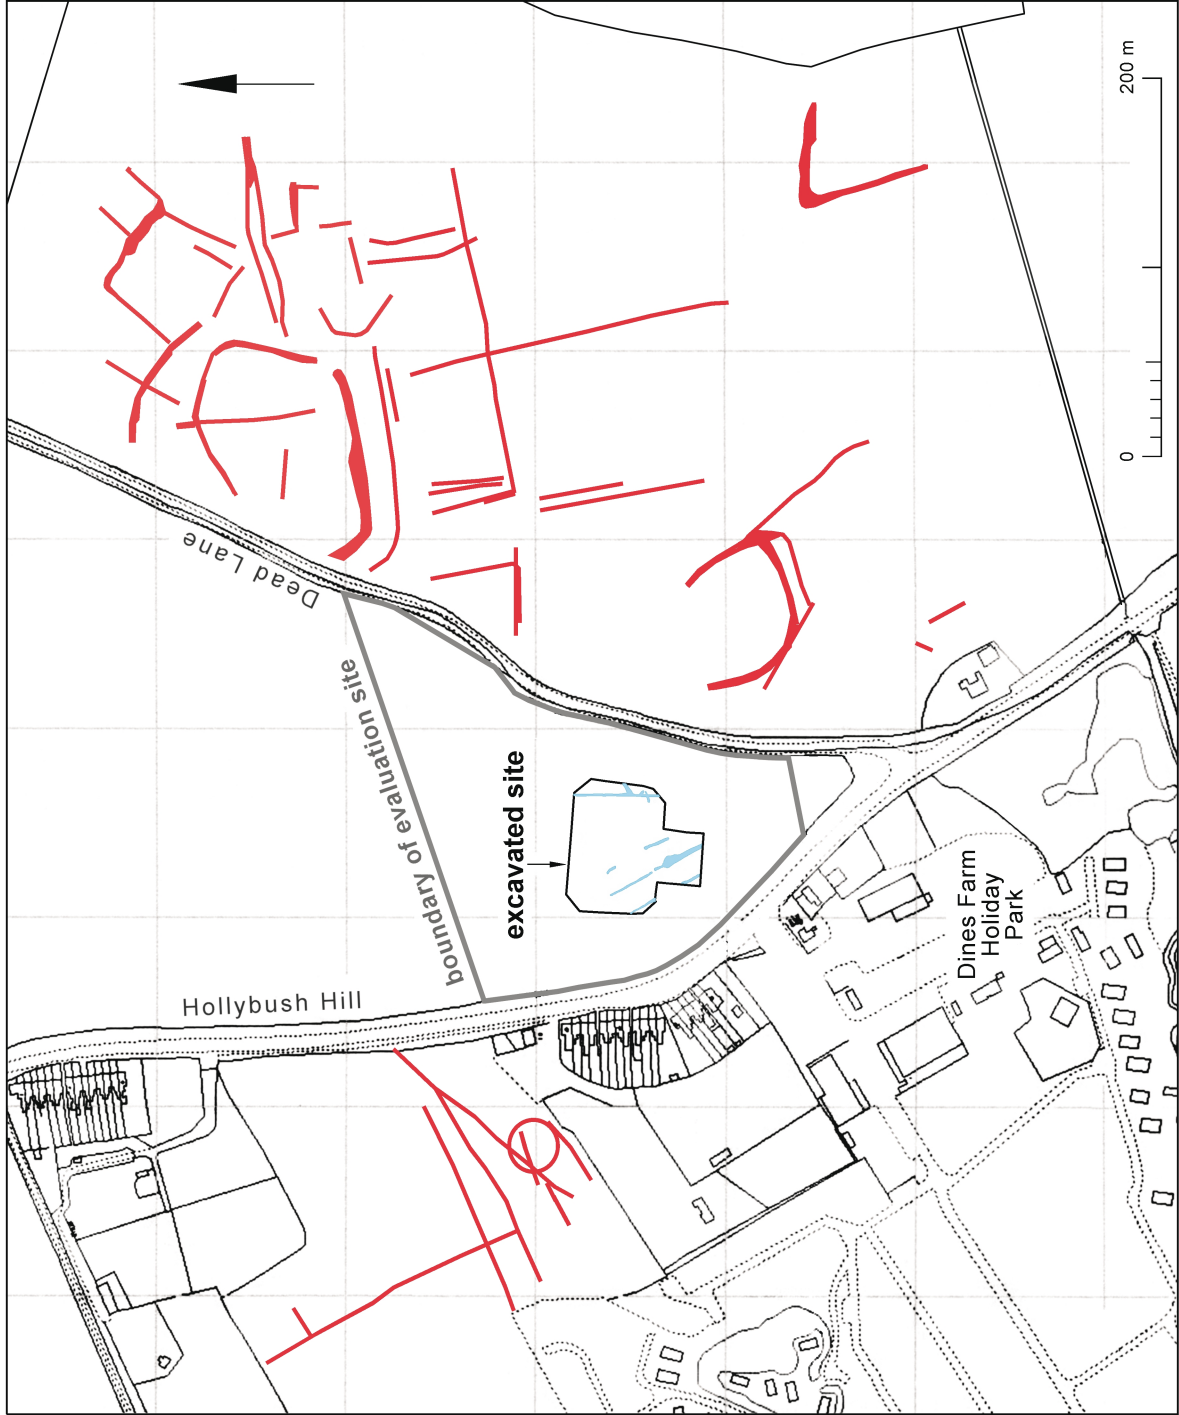 Dead Lane
boundary of evaluation site
excavated site
Hollybush Hill
Dines Farm
Holiday
Park
0
200 m